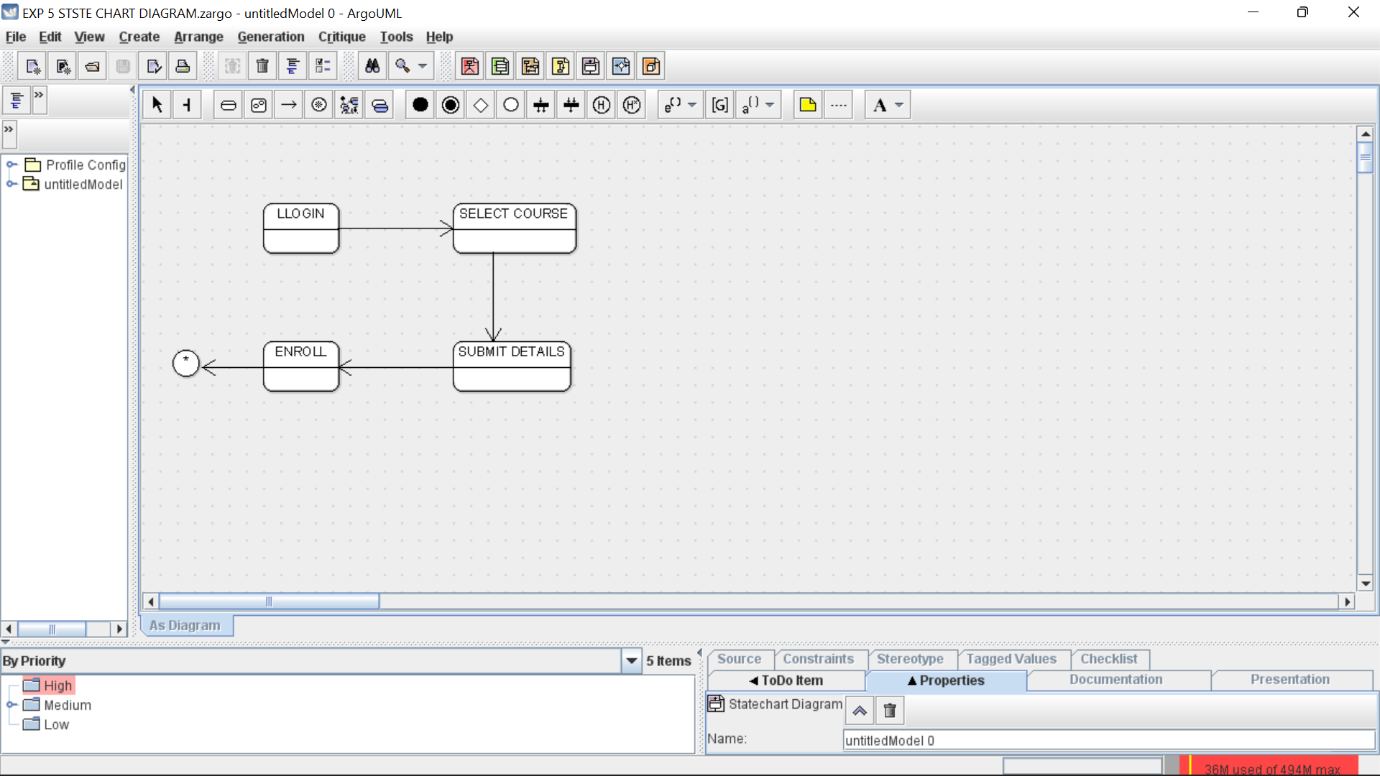 EXP 5 STSTE CHART DIAGRAM.zargo - untitledModel 0 - ArgoUML
File Edit View Create Arrange Generation Critique Tools Help
»
»
e() [G] a() A
H H*
Profile Config
untitledModel
LLOGIN
SELECT COURSE
*
ENROLL
SUBMIT DETAILS
As Diagram
By Priority
5 Items
High
Medium
Low
Source Constraints Stereotype Tagged Values Checklist
ToDo Item Properties Documentation Presentation
Statechart Diagram
Name: untitledModel 0
36M used of 494M max